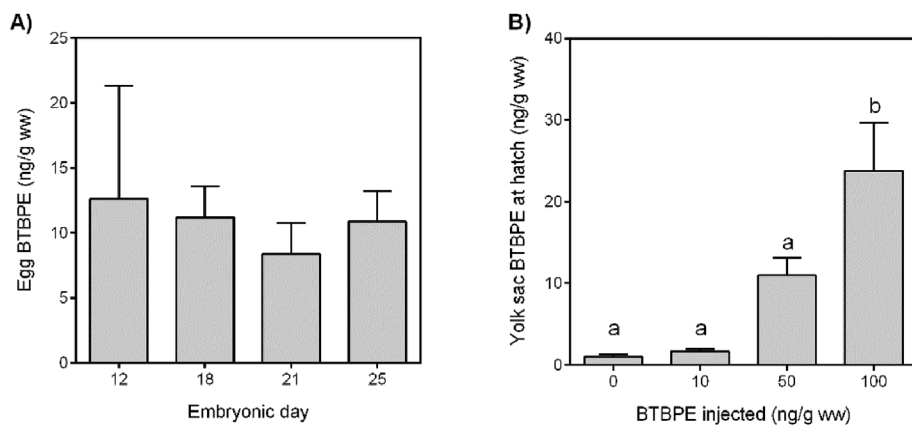 A)
Egg BTBPE (ng/g ww)
25
20
15
10
5
0
12 18 21 25
Embryonic day
B)
Yolk sac BTBPE at hatch (ng/g ww)
40
30
20
10
0
a a a b
0 10 50 100
BTBPE injected (ng/g ww)